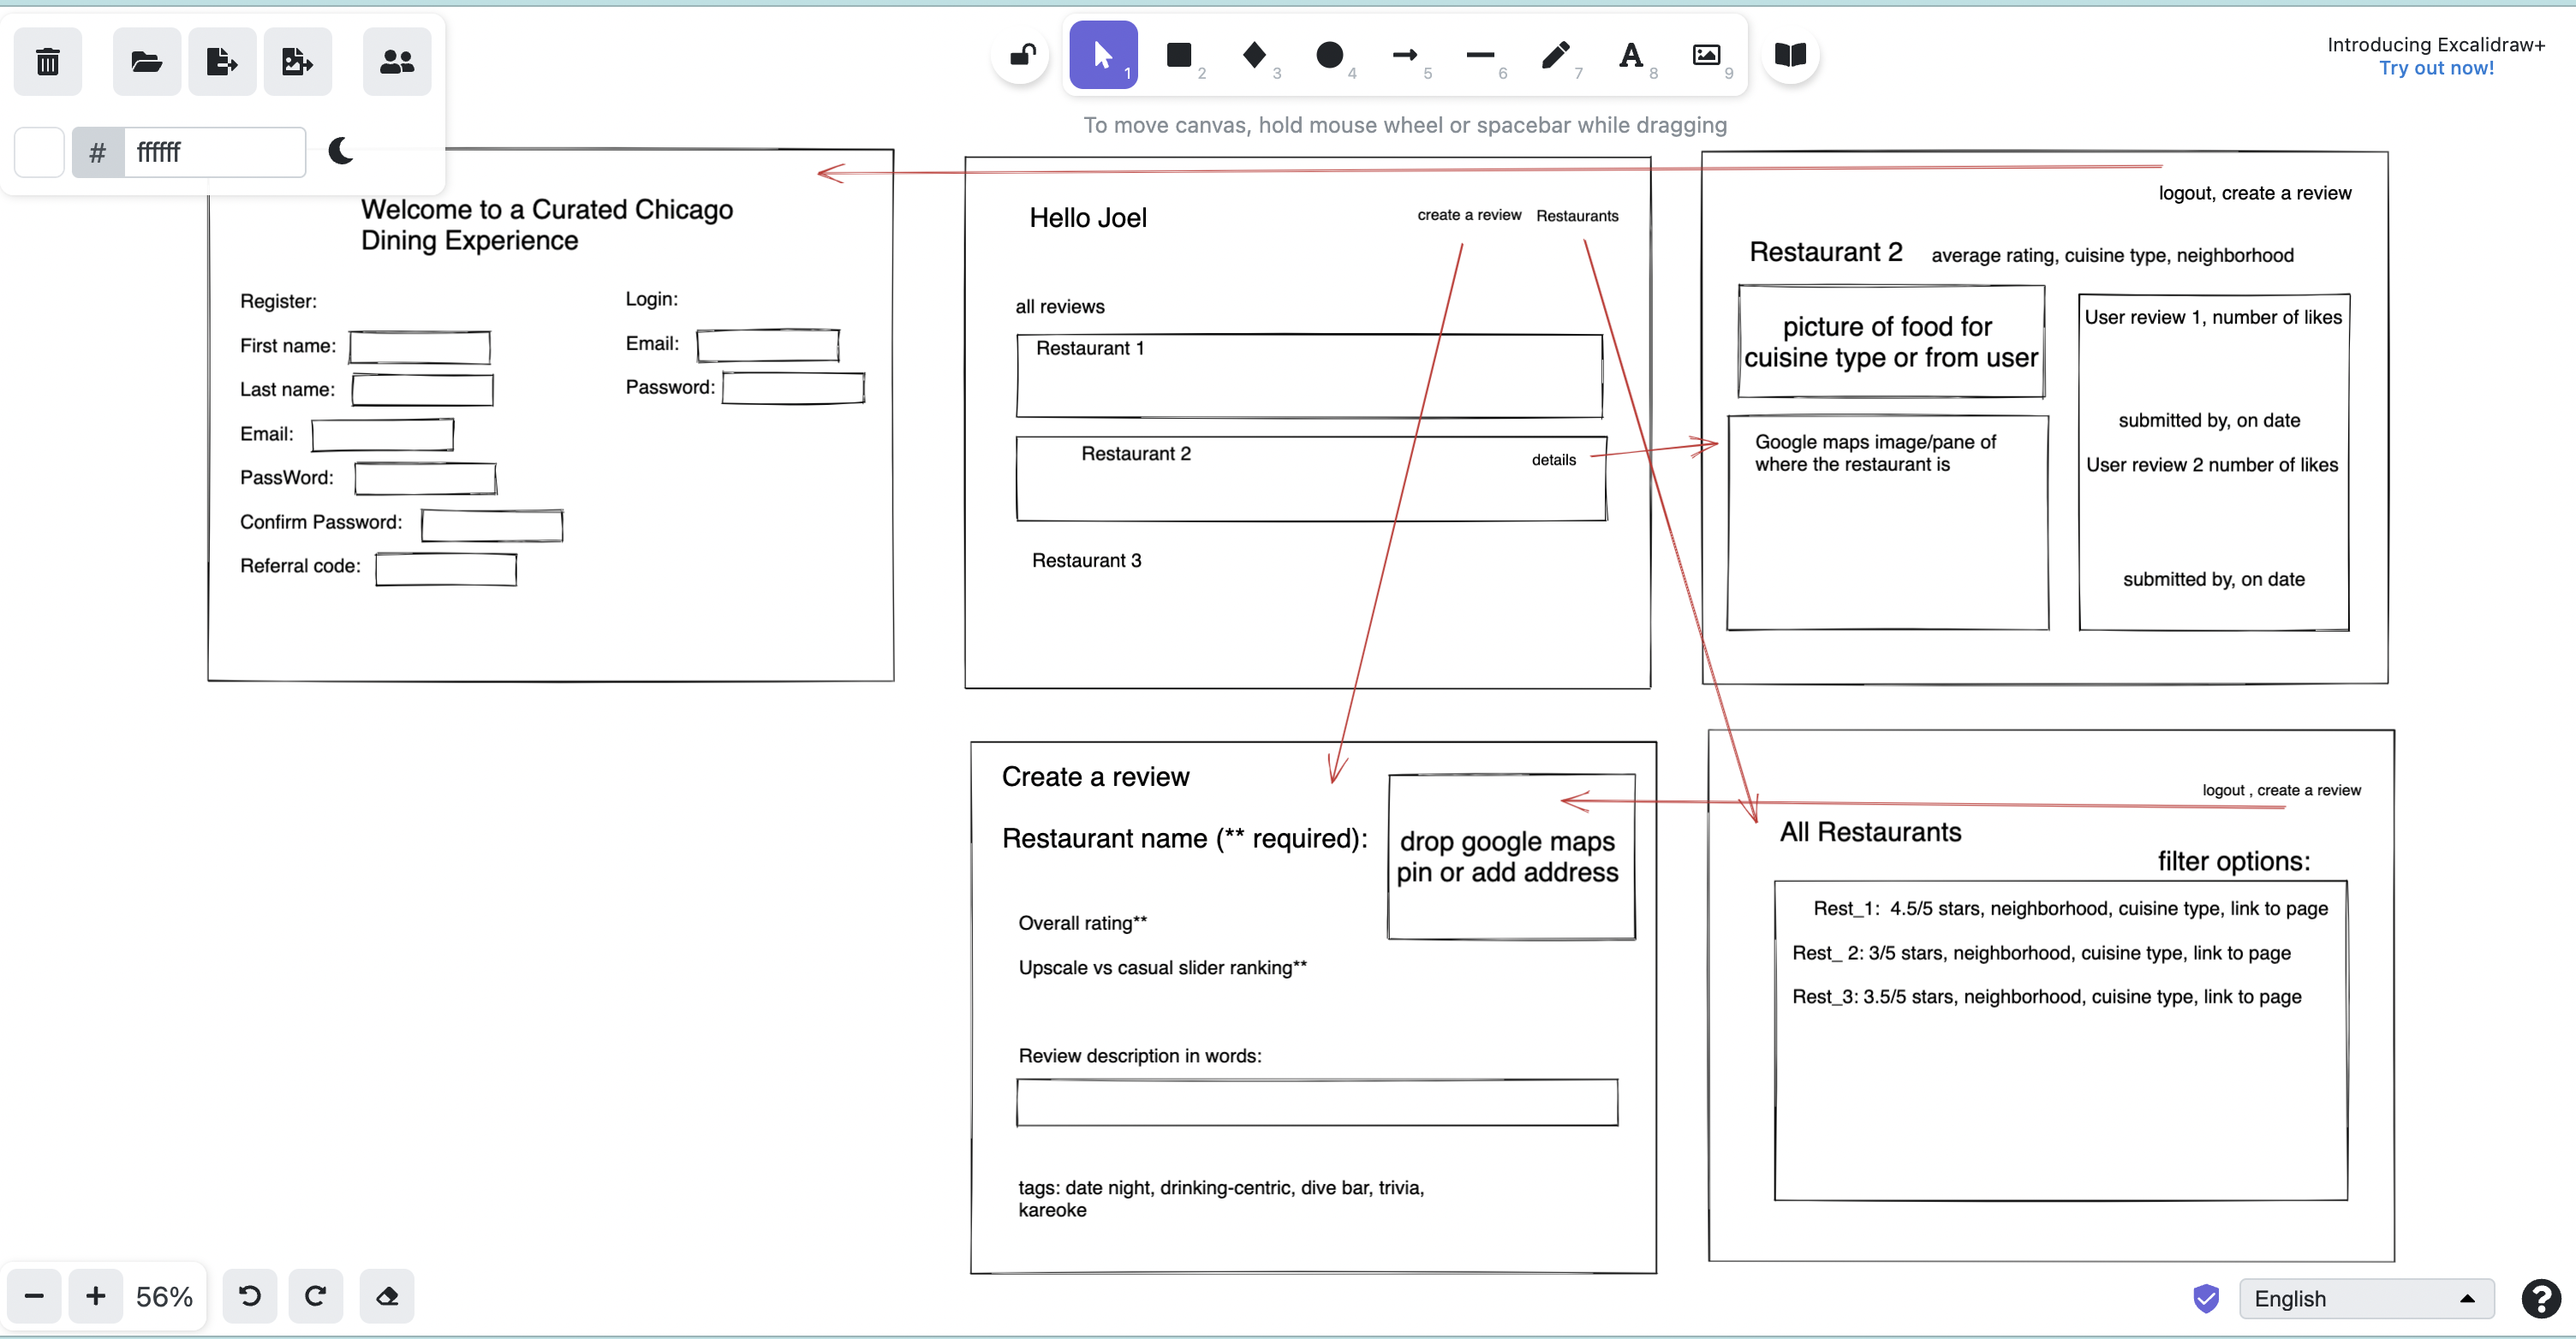 1
2
3
4
5
6
7
8
9
Introducing Excalidraw+
Try out now!
# ffffff
To move canvas, hold mouse wheel or spacebar while dragging
Welcome to a Curated Chicago
Dining Experience
Register:
First name:
Last name:
Email:
PassWord:
Confirm Password:
Referral code:
Login:
Email:
Password:
Hello Joel
create a review
Restaurants
all reviews
Restaurant 1
Restaurant 2
details
Restaurant 3
logout, create a review
Restaurant 2
average rating, cuisine type, neighborhood
picture of food for
cuisine type or from user
Google maps image/pane of
where the restaurant is
User review 1, number of likes
submitted by, on date
User review 2 number of likes
submitted by, on date
Create a review
Restaurant name (** required):
drop google maps
pin or add address
Overall rating**
Upscale vs casual slider ranking**
Review description in words:
tags: date night, drinking-centric, dive bar, trivia,
kareoke
logout , create a review
All Restaurants
filter options:
Rest_1:  4.5/5 stars, neighborhood, cuisine type, link to page
Rest_ 2: 3/5 stars, neighborhood, cuisine type, link to page
Rest_3: 3.5/5 stars, neighborhood, cuisine type, link to page
56%
English
?